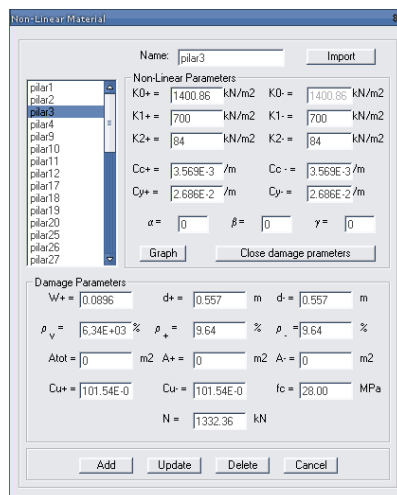 Non-Linear Material
Name: pilar3 Import
pilar1
pilar2
pilar3
pilar4
pilar9
pilar10
pilar11
pilar12
pilar17
pilar18
pilar19
pilar20
pilar25
pilar26
pilar27
Non-Linear Parameters
K0+ = 1400.86 kN/m2 K0- = 1400.86 kN/m2
K1+ = 700 kN/m2 K1- = 700 kN/m2
K2+ = 84 kN/m2 K2- = 84 kN/m2
Cc+ = 3.569E-3 /m Cc - = 3.569E-3 /m
Cy+ = 2.686E-2 /m Cy- = 2.686E-2 /m
α = 0 β = 0 γ = 0
Graph Close damage prameters
Damage Parameters
W+ = 0.0896 d+ = 0.557 m d- = 0.557 m
ρv = 6,34E+03 % ρ+ = 9.64 % ρ- = 9.64 %
Atot = 0 m2 A+ = 0 m2 A- = 0 m2
Cu+ = 101.54E-0 Cu- = 101.54E-0 fc = 28.00 MPa
N = 1332.36 kN
Add Update Delete Cancel